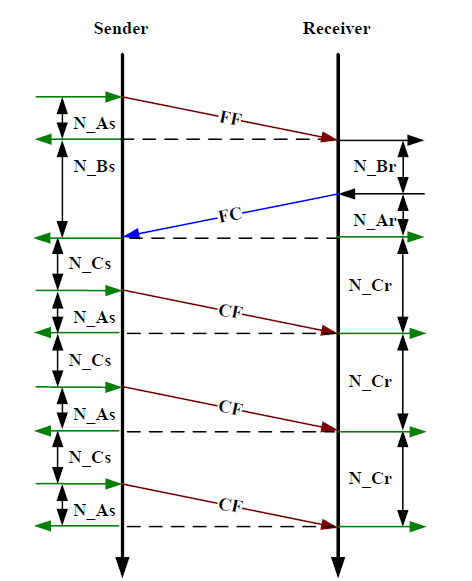 Sender Receiver
FF
N_As
N_Bs N_Br
FC N_Ar
N_Cs
N_Cr
CF
N_As
N_Cs
N_Cr
CF
N_As
N_Cs
N_Cr
CF
N_As